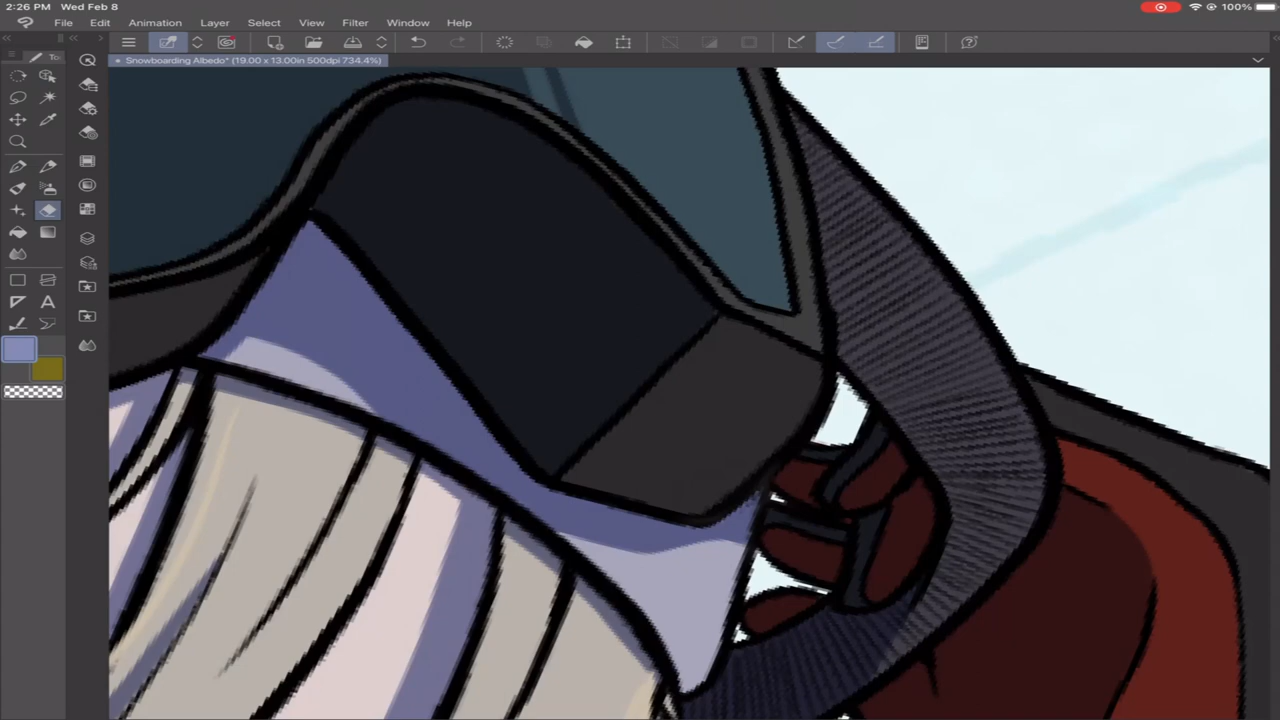 2:26 PM Wed Feb 8
100%
File Edit Animation Layer Select View Filter Window Help
To
Snowboarding Albedo* (19.00 x 13.00in 500dpi 734.4%)